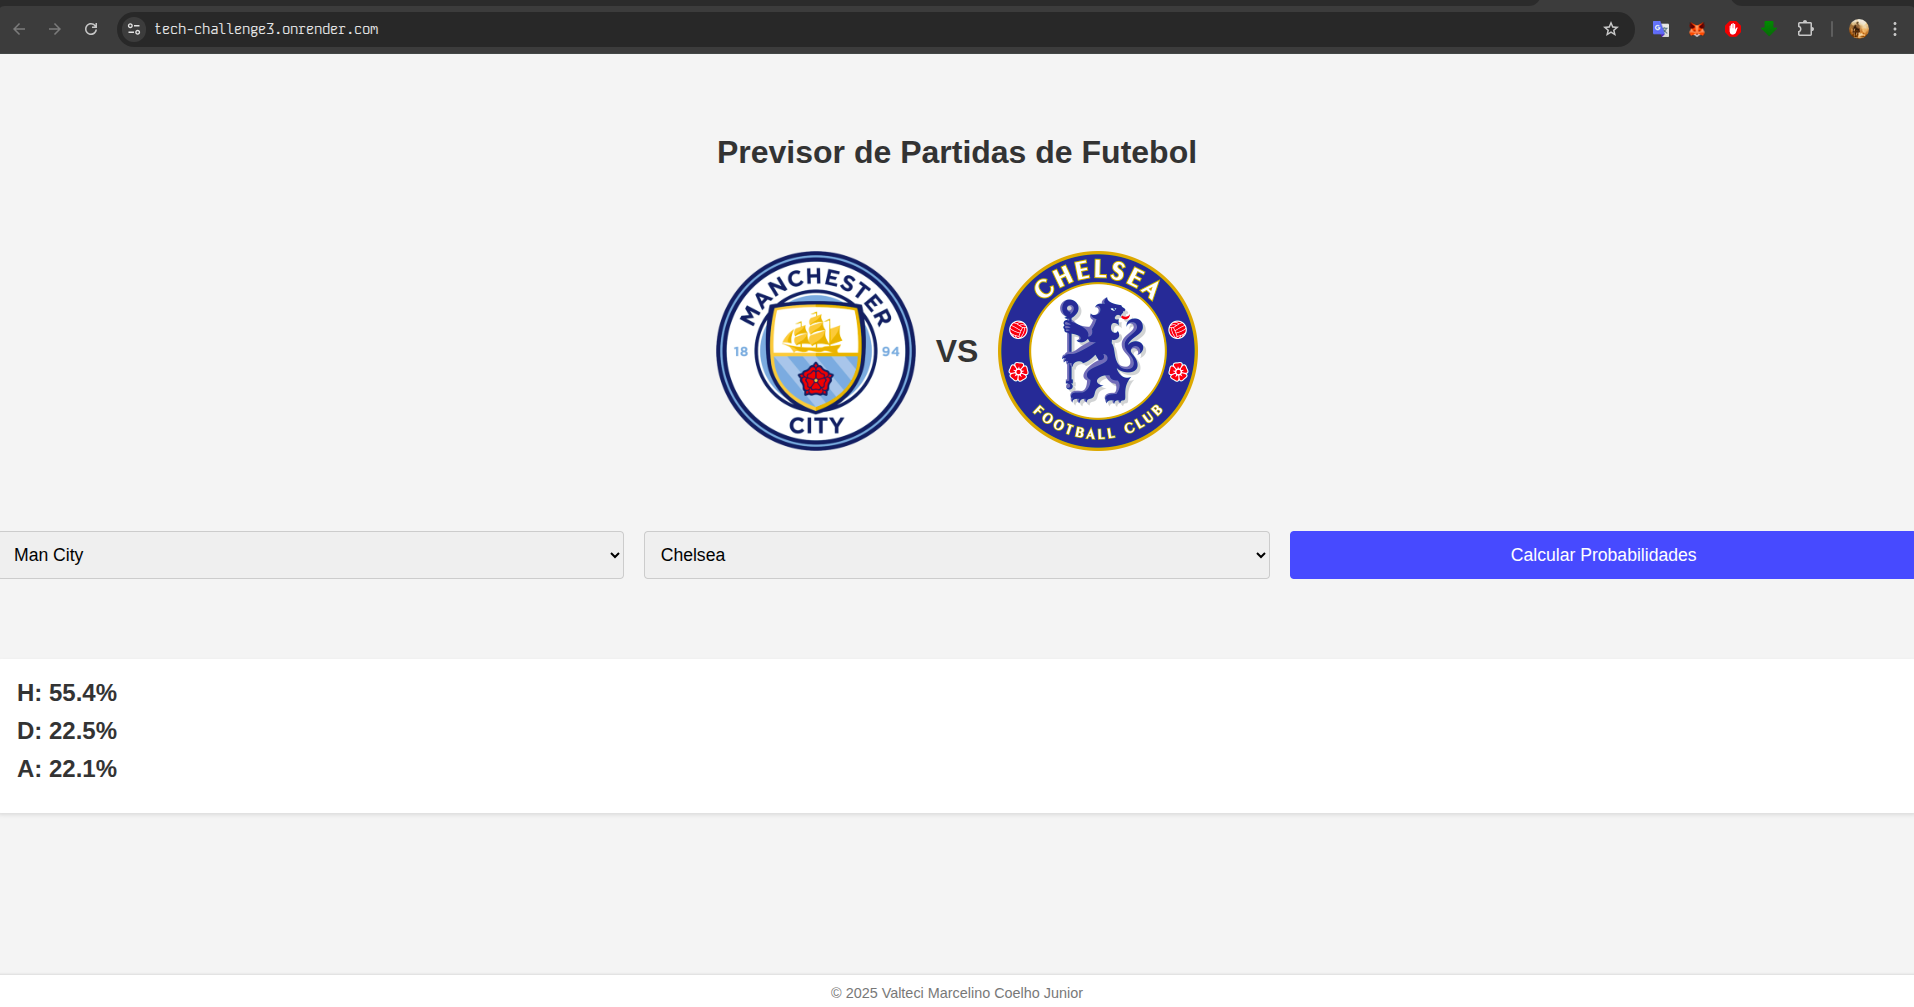 tech-challenge3.onrender.com
Previsor de Partidas de Futebol
MANCHESTER
18 94
CITY
VS
CHELSEA
FOOTBALL CLUB
Man City
Chelsea
Calcular Probabilidades
H: 55.4%
D: 22.5%
A: 22.1%
© 2025 Valteci Marcelino Coelho Junior